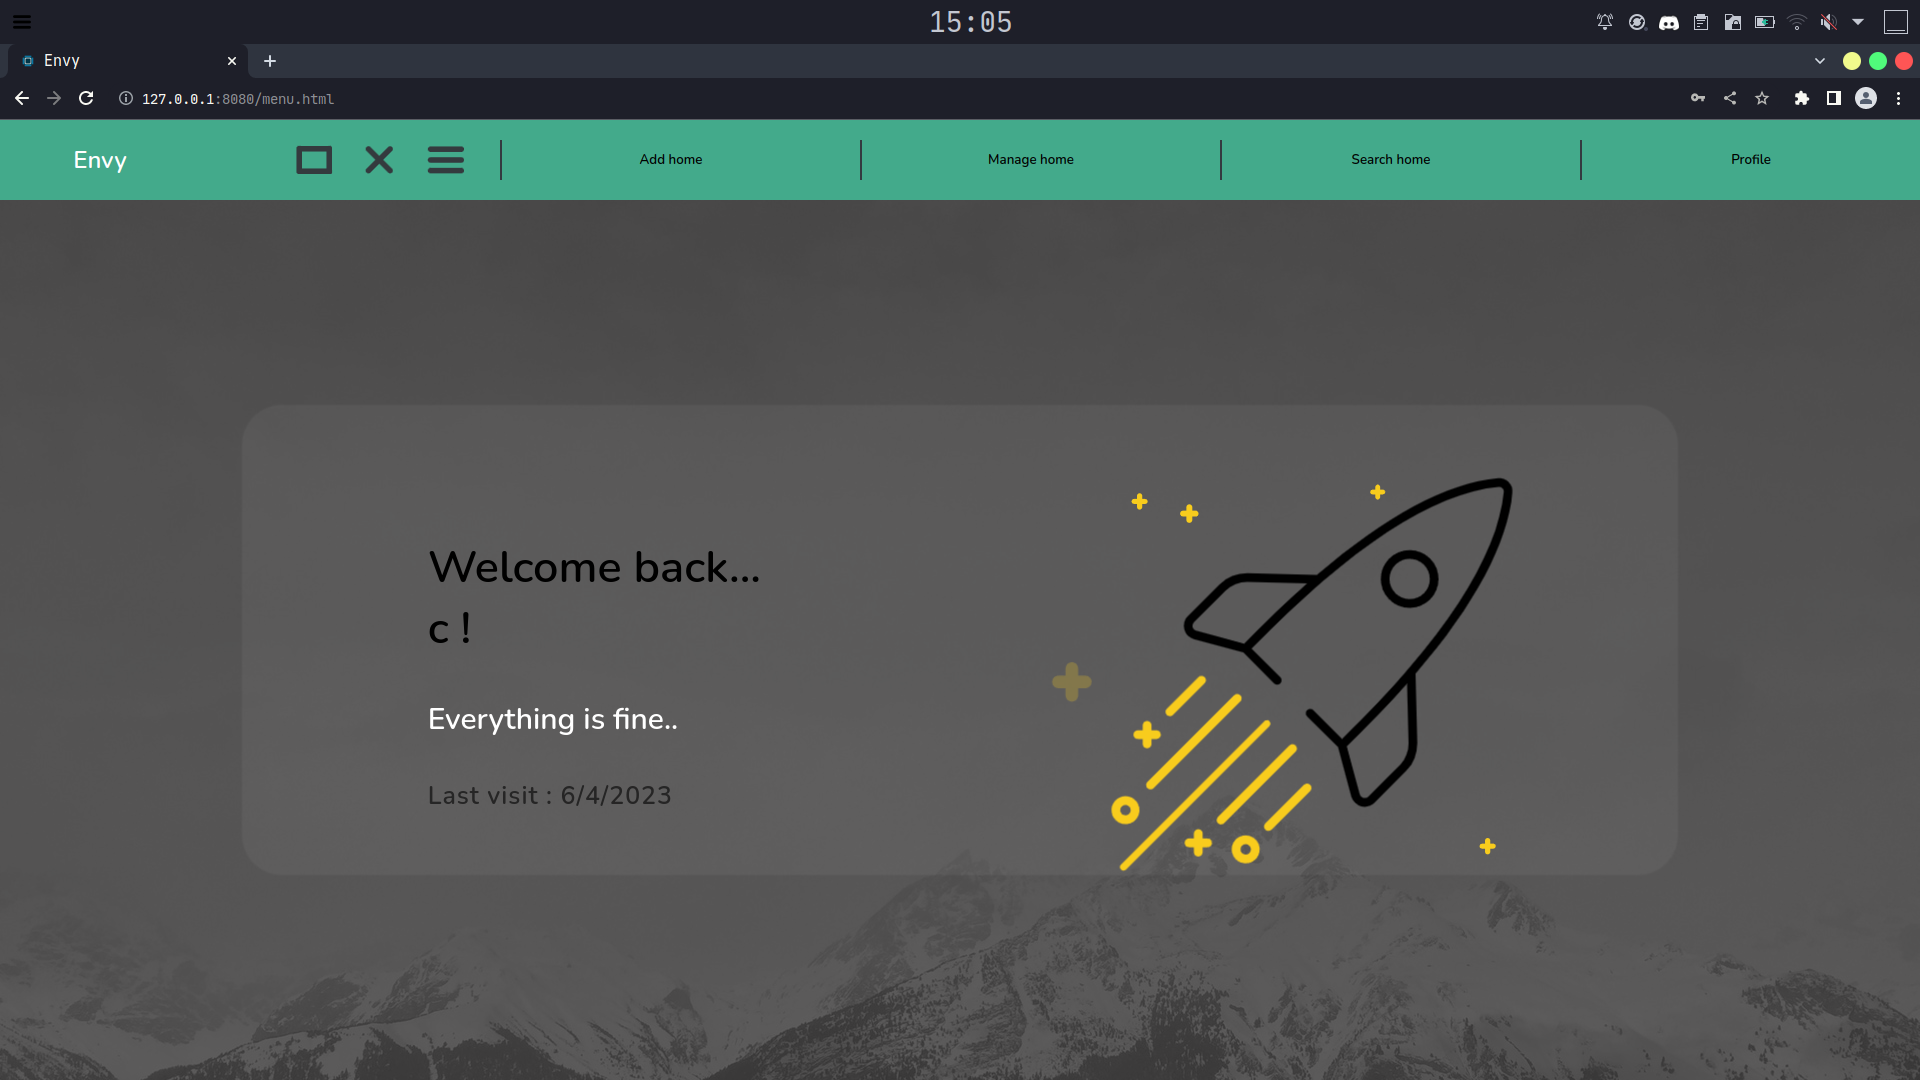 15:05
Envy
127.0.0.1:8080/menu.html
Envy
Add home
Manage home
Search home
Profile
Welcome back...
c !
Everything is fine..
Last visit : 6/4/2023